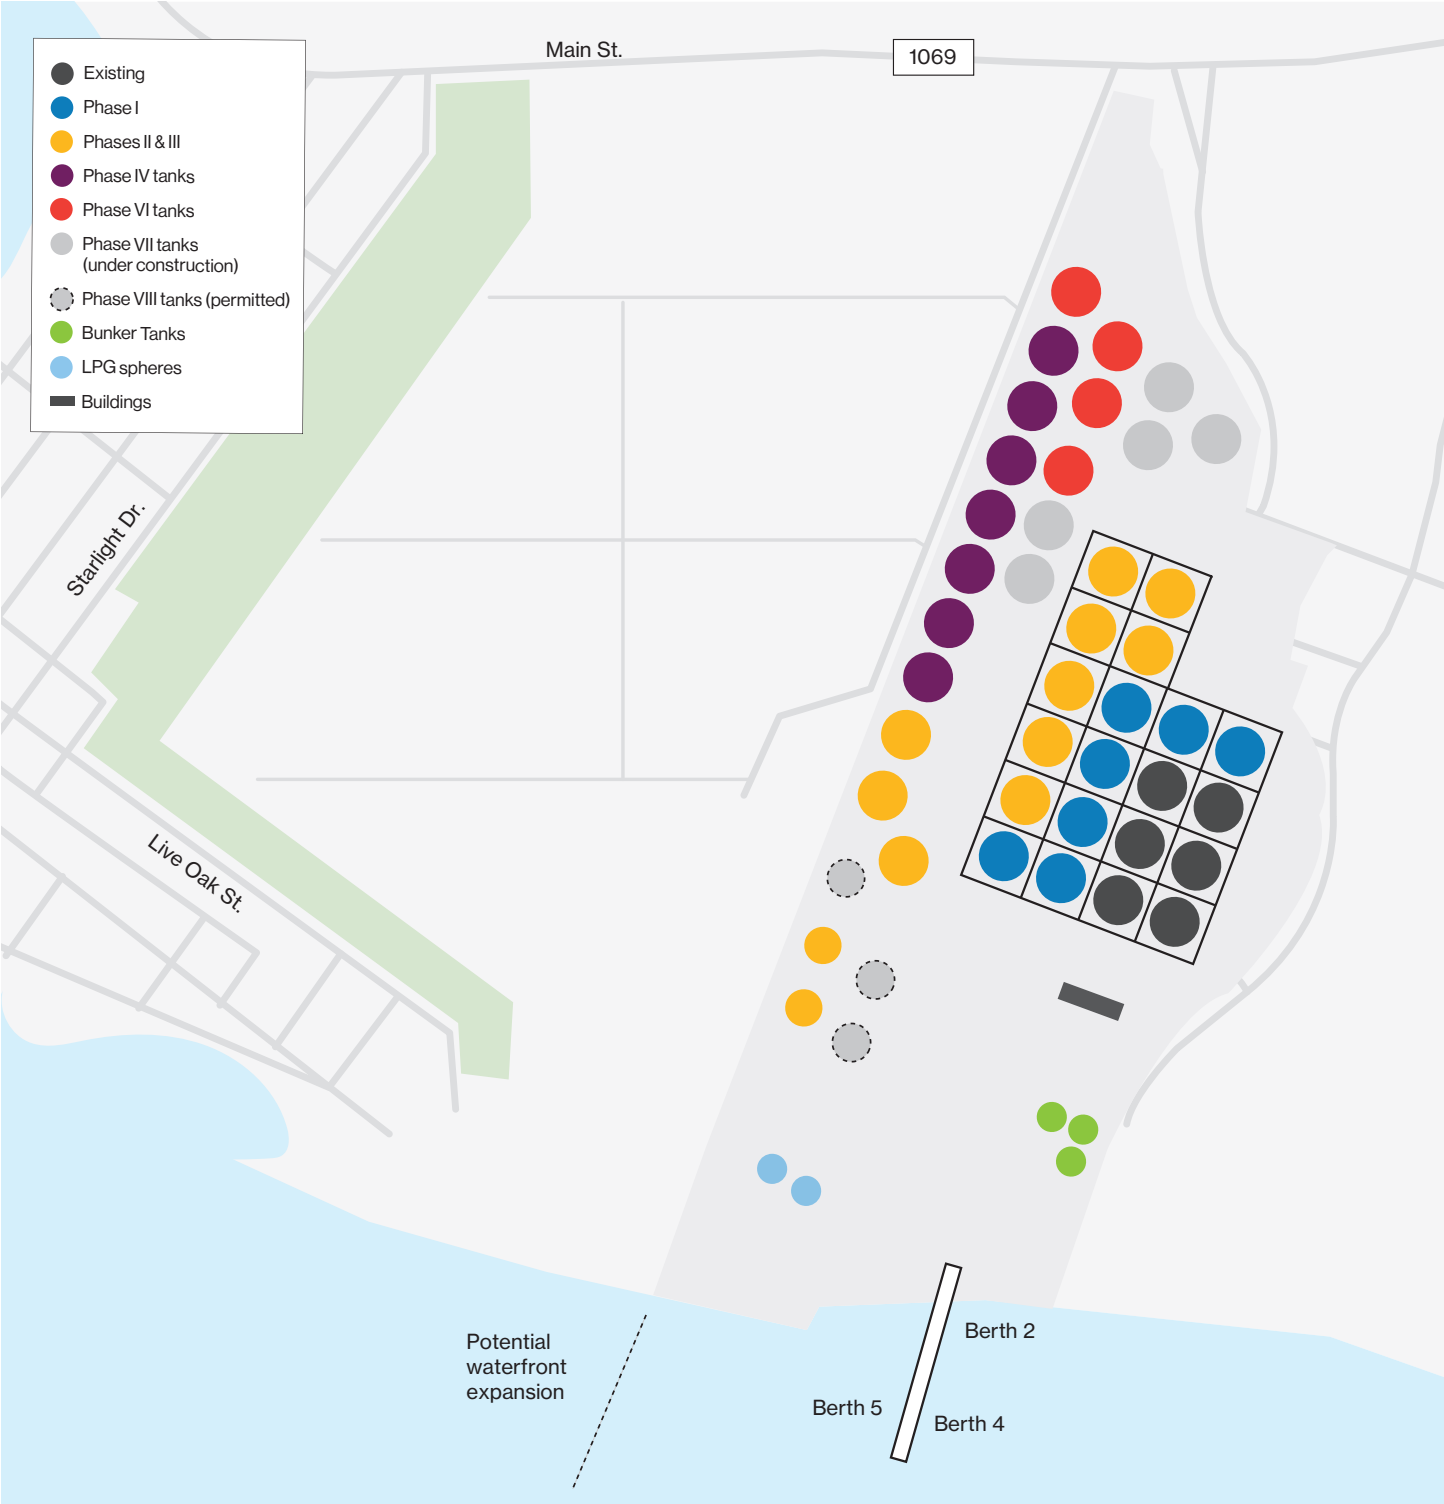 Main St.
1069
Existing
Phase I
Phases II & III
Phase IV tanks
Phase VI tanks
Phase VII tanks
(under construction)
Phase VIII tanks (permitted)
Bunker Tanks
LPG spheres
Buildings
Starlight Dr.
Live Oak St.
Potential
waterfront
expansion
Berth 2
Berth 5
Berth 4